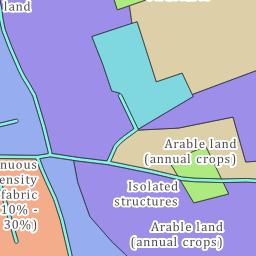 land
Arable land
(annual crops)
nuous
ensity
fabric
10% -
30%)
Isolated
structures
Arable land
(annual crops)